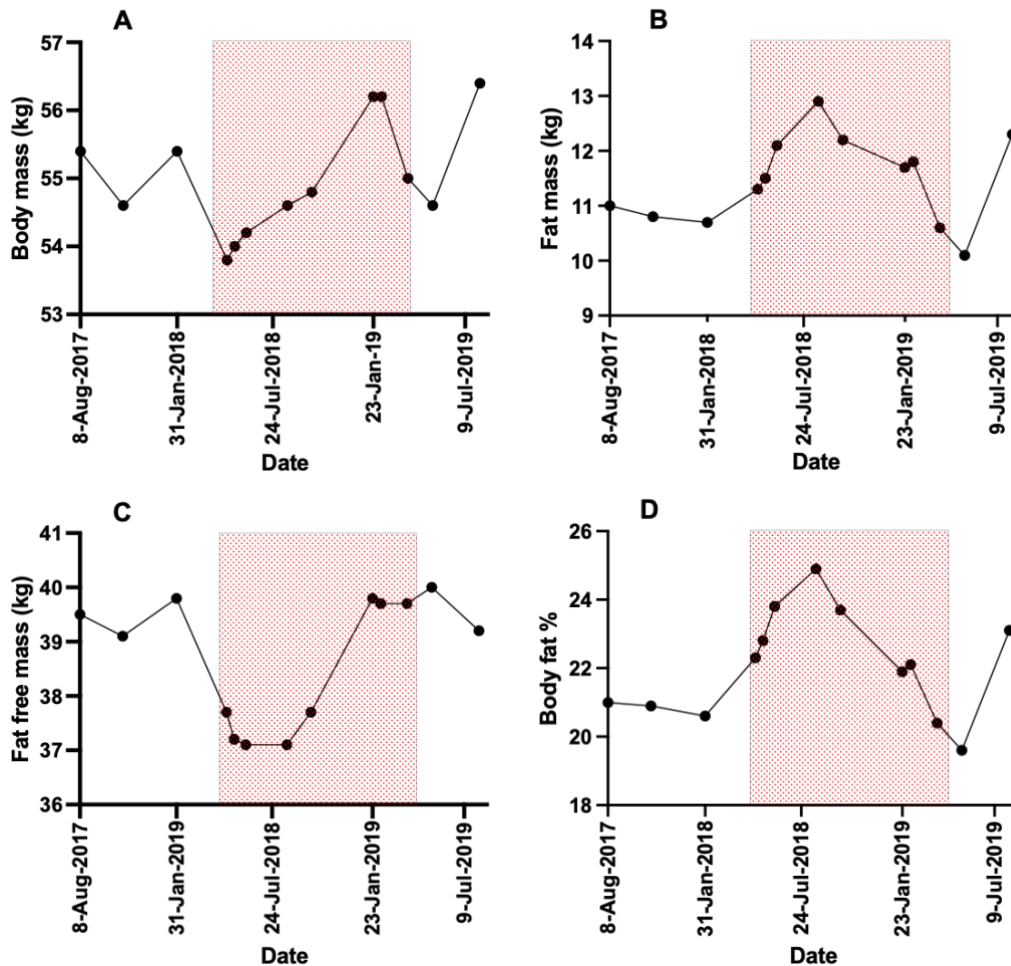 A
Body mass (kg)
57
56
55
54
53
8-Aug-2017
31-Jan-2018
24-Jul-2018
23-Jan-19
9-Jul-2019
Date
B
Fat mass (kg)
14
13
12
11
10
9
8-Aug-2017
31-Jan-2018
24-Jul-2018
23-Jan-2019
9-Jul-2019
Date
C
Fat free mass (kg)
41
40
39
38
37
36
8-Aug-2017
31-Jan-2019
24-Jul-2018
23-Jan-2019
9-Jul-2019
Date
D
Body fat %
26
24
22
20
18
8-Aug-2017
31-Jan-2018
24-Jul-2018
23-Jan-2019
9-Jul-2019
Date